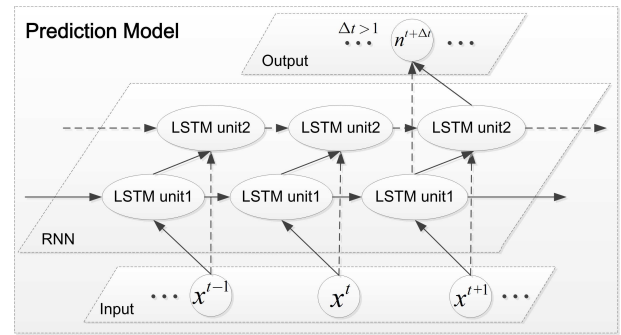 Prediction Model
Δt > 1
... n^{t+Δt} ...
Output
LSTM unit2 LSTM unit2 LSTM unit2
LSTM unit1 LSTM unit1 LSTM unit1
RNN
... x^{t−1} x^{t} x^{t+1} ...
Input